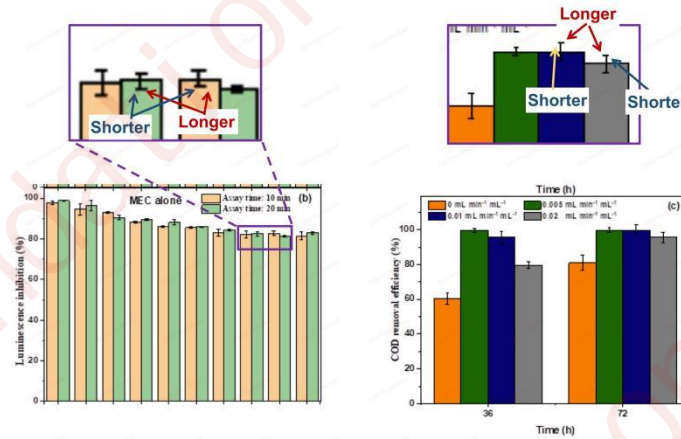 Longer
Shorter
Longer
Shorter
Shorte
0
MEC alone
(b)
Assay time: 10 min
Assay time: 20 min
Luminescence inhibition (%)
100
80
60
40
20
0
Time (h)
(c)
0 mL min⁻¹ mL⁻¹
0.005 mL min⁻¹ mL⁻¹
0.01 mL min⁻¹ mL⁻¹
0.02 mL min⁻¹ mL⁻¹
COD removal efficiency (%)
100
80
60
40
20
0
36
72
Time (h)